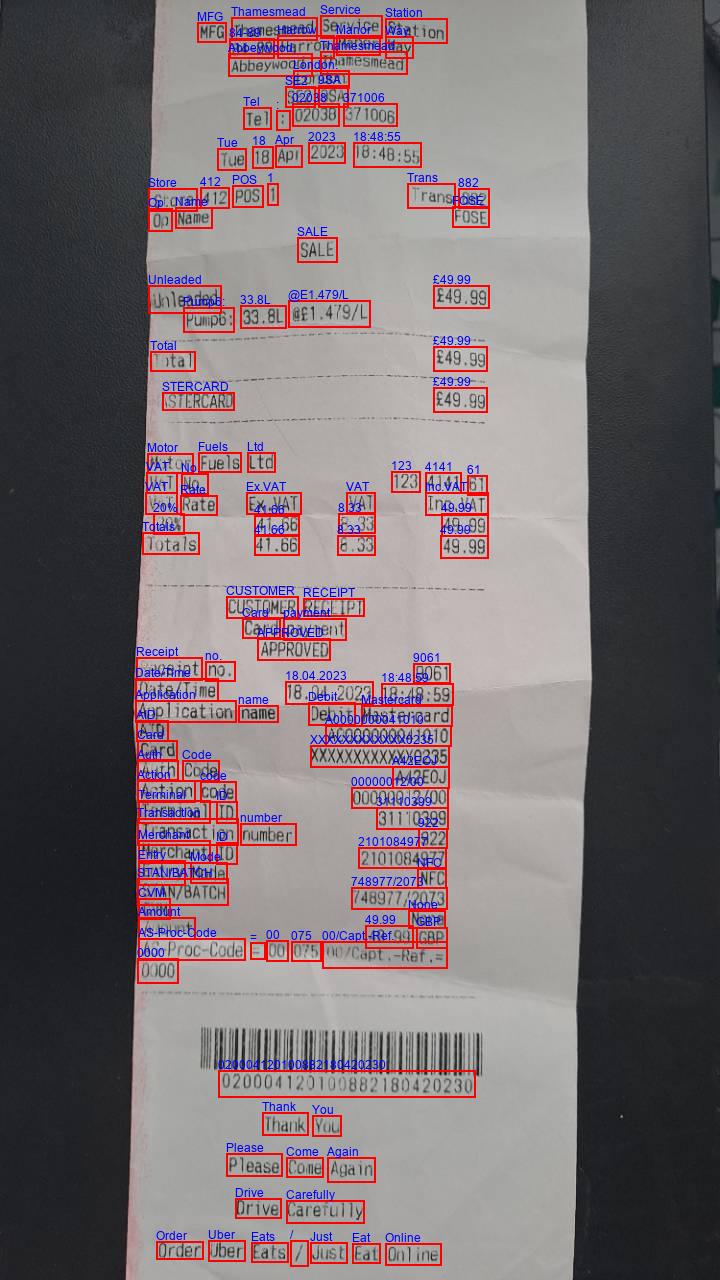 MFG Thamesmead Service Station
84-89 Harrow Manor Way
Abbeywood, Thamesmead
London.
SE2 9SA
Tel : 02038 371006
Tue 18 Apr 2023 18:48:55
Store 412 POS 1 Trans 882
Op Name FOSE
SALE
Unleaded £49.99
Pump6: 33.8L @£1.479/L
Total £49.99
STERCARD £49.99
Motor Fuels Ltd
VAT No. 123 4141 61
VAT Rate Ex.VAT VAT Inc.VAT
20% 41.66 8.33 49.99
Totals 41.66 8.33 49.99
CUSTOMER RECEIPT
Card payment
APPROVED
Receipt no. 9061
Date/Time 18.04.2023 18:48:59
Application name Debit Mastercard
AID A0000000041010
Card XXXXXXXXXXXX0235
Auth Code A42EOJ
Action code 00000012/00
Terminal ID 31110399
Transaction number 922
Merchant ID 2101084977
Entry Mode NFC
STAN/BATCH 748977/2073
CVM None
Amount 49.99 GBP
AS-Proc-Code = 00 075 00/Capt.-Ref.=
0000
0200041201008821804 20230
Thank You
Please Come Again
Drive Carefully
Order Uber Eats / Just Eat Online